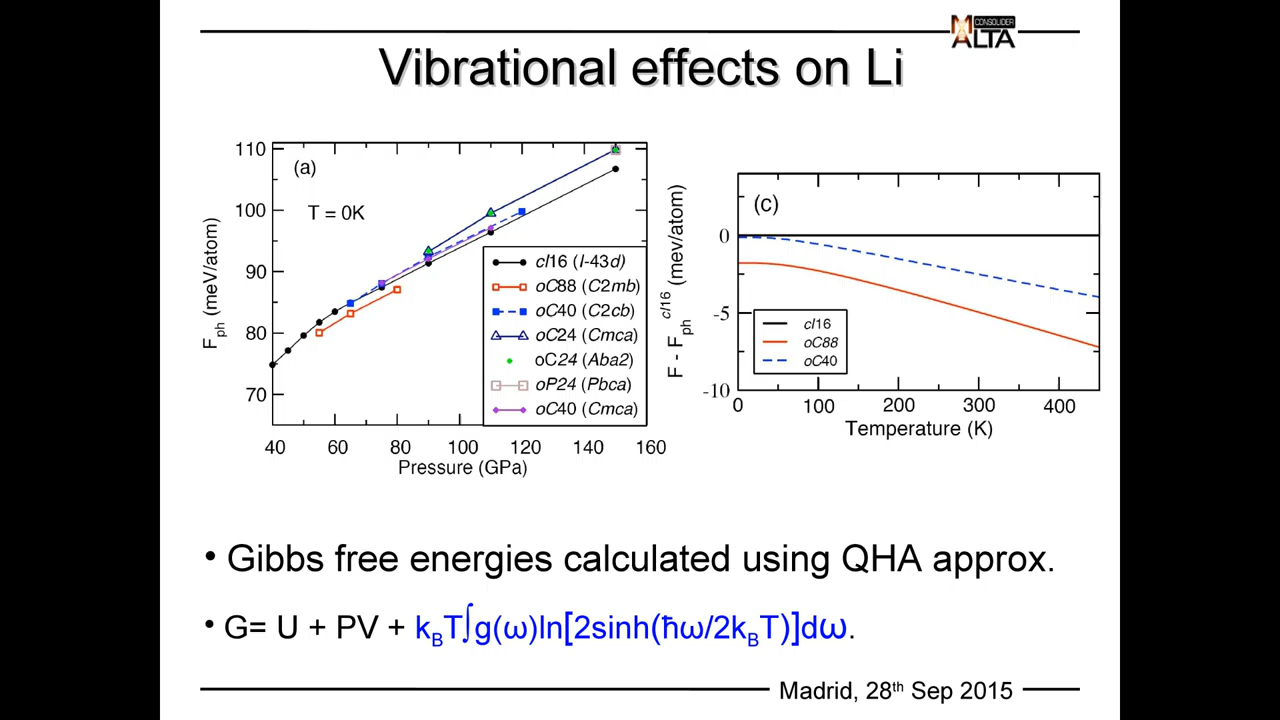 CONSOLIDER
MALTA
Vibrational effects on Li
110
100
90
80
70
(a)
T = 0K
F_ph (meV/atom)
cI16 (I-43d)
oC88 (C2mb)
oC40 (C2cb)
oC24 (Cmca)
oC24 (Aba2)
oP24 (Pbca)
oC40 (Cmca)
40 60 80 100 120 140 160
Pressure (GPa)
(c)
0
-5
-10
F - F_ph^cI16 (mev/atom)
cI16
oC88
oC40
0 100 200 300 400
Temperature (K)
• Gibbs free energies calculated using QHA approx.
• G= U + PV + k_BT∫g(ω)ln[2sinh(ħω/2k_BT)]dω.
Madrid, 28th Sep 2015